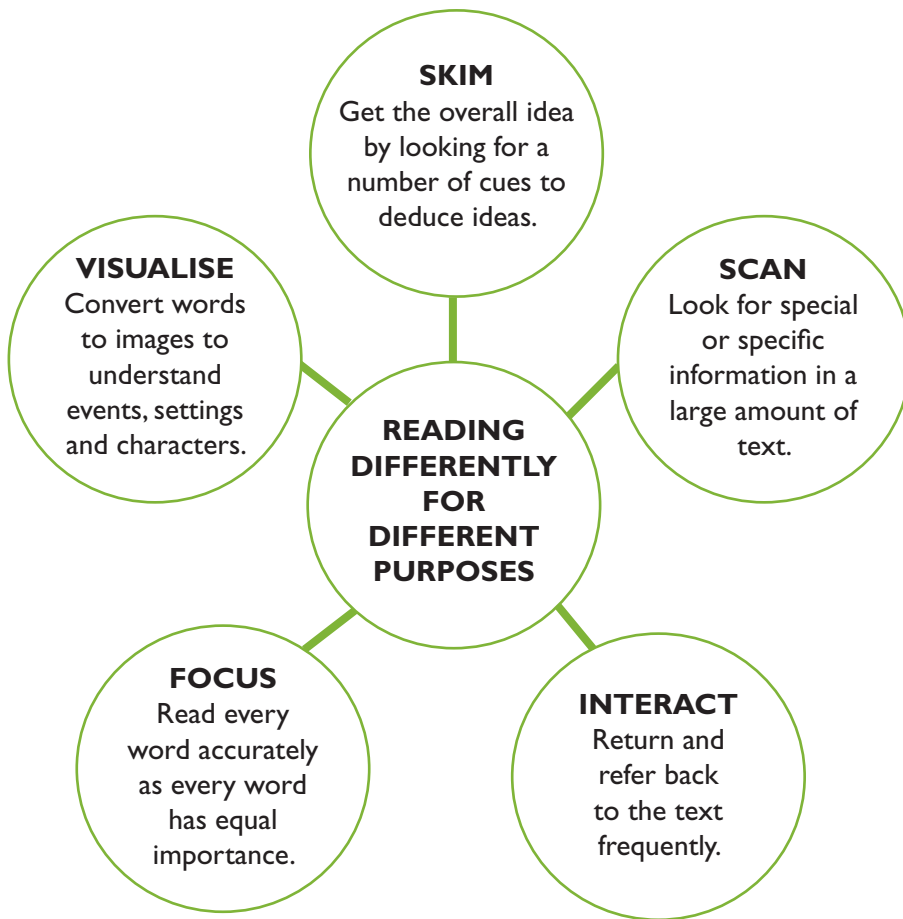 SKIM
Get the overall idea
by looking for a
number of cues to
deduce ideas.
VISUALISE
Convert words
to images to
understand
events, settings
and characters.
SCAN
Look for special
or specific
information in a
large amount of
text.
READING
DIFFERENTLY
FOR
DIFFERENT
PURPOSES
FOCUS
Read every
word accurately
as every word
has equal
importance.
INTERACT
Return and
refer back
to the text
frequently.